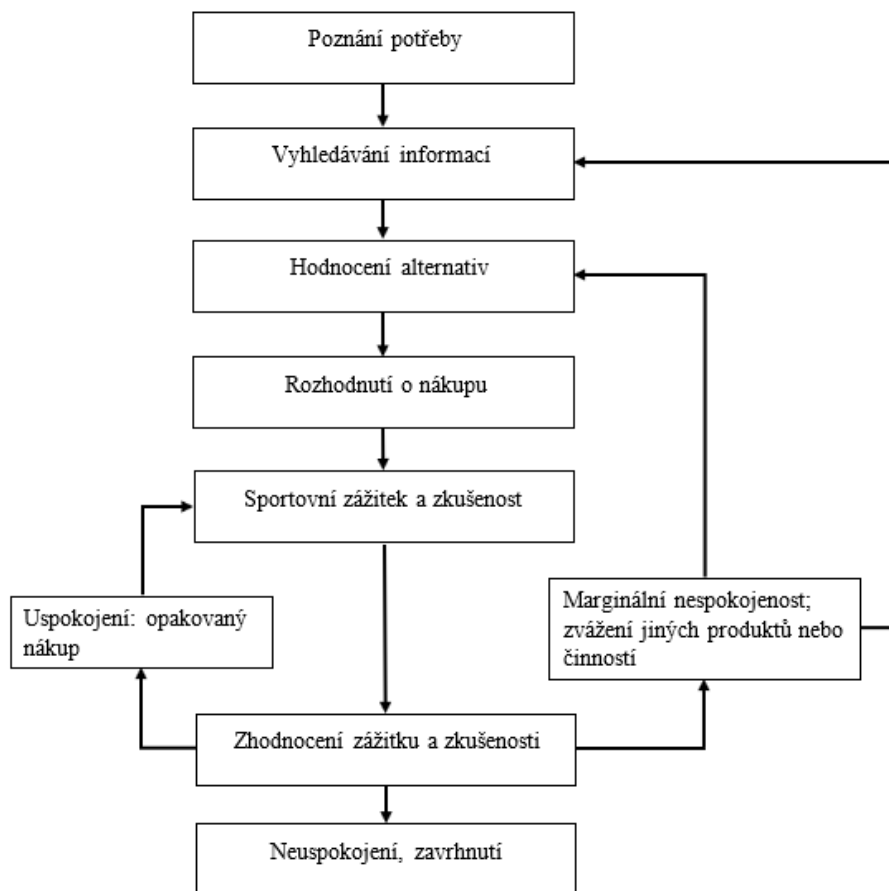 Poznání potřeby
Vyhledávání informací
Hodnocení alternativ
Rozhodnutí o nákupu
Sportovní zážitek a zkušenost
Uspokojení: opakovaný
nákup
Marginální nespokojenost;
zvážení jiných produktů nebo
činností
Zhodnocení zážitku a zkušenosti
Neuspokojení, zavrhnutí